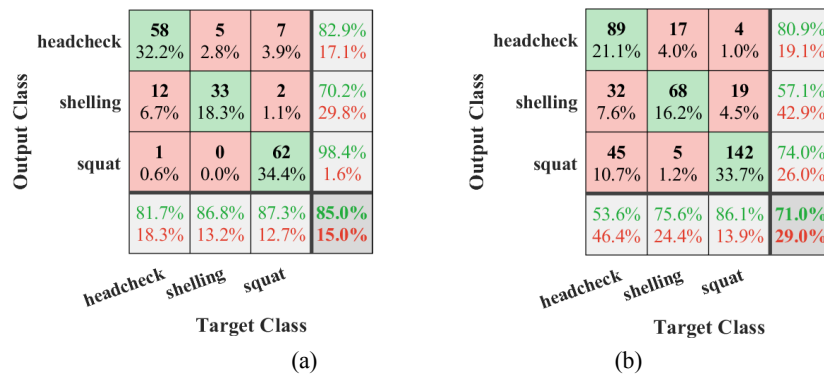 58 5 7 82.9%
headcheck
32.2% 2.8% 3.9% 17.1%
12 33 2 70.2%
shelling
6.7% 18.3% 1.1% 29.8%
1 0 62 98.4%
squat
0.6% 0.0% 34.4% 1.6%
81.7% 86.8% 87.3% 85.0%
18.3% 13.2% 12.7% 15.0%
Output Class
headcheck shelling squat
Target Class
(a)
89 17 4 80.9%
headcheck
21.1% 4.0% 1.0% 19.1%
32 68 19 57.1%
shelling
7.6% 16.2% 4.5% 42.9%
45 5 142 74.0%
squat
10.7% 1.2% 33.7% 26.0%
53.6% 75.6% 86.1% 71.0%
46.4% 24.4% 13.9% 29.0%
Output Class
headcheck shelling squat
Target Class
(b)